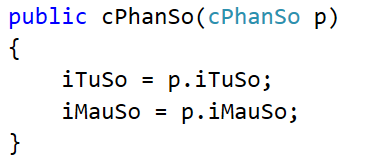 public cPhanSo(cPhanSo p)
{
    iTuSo = p.iTuSo;
    iMauSo = p.iMauSo;
}